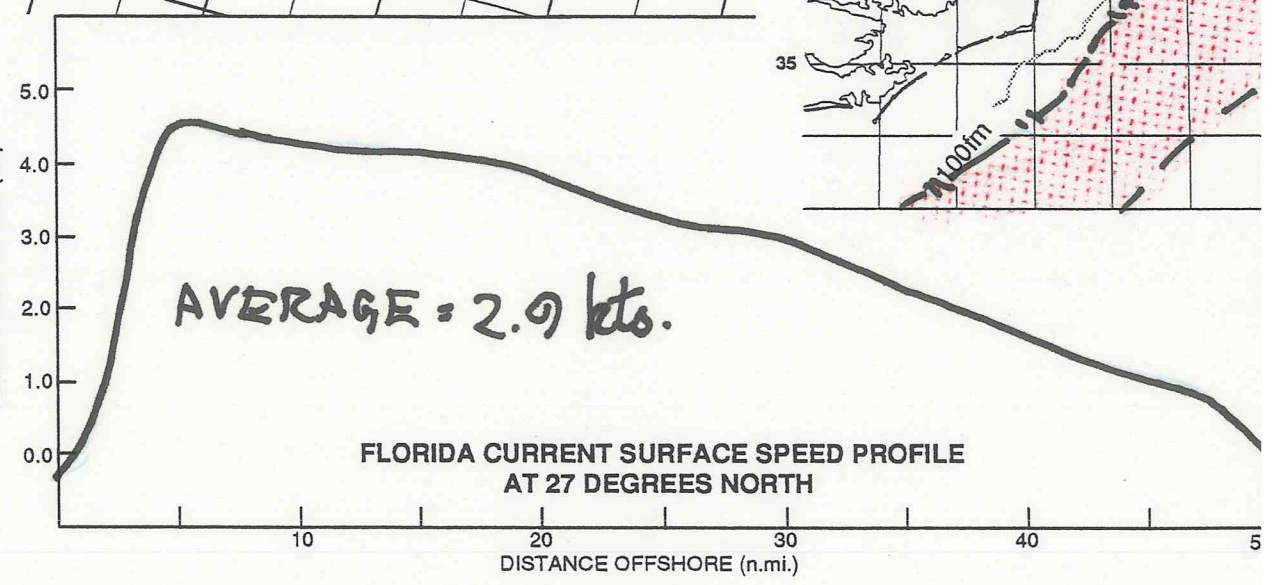 35
100fm
5.0
4.0
3.0
2.0
1.0
0.0
AVERAGE = 2.9 kts.
FLORIDA CURRENT SURFACE SPEED PROFILE
AT 27 DEGREES NORTH
10 20 30 40
DISTANCE OFFSHORE (n.mi.)